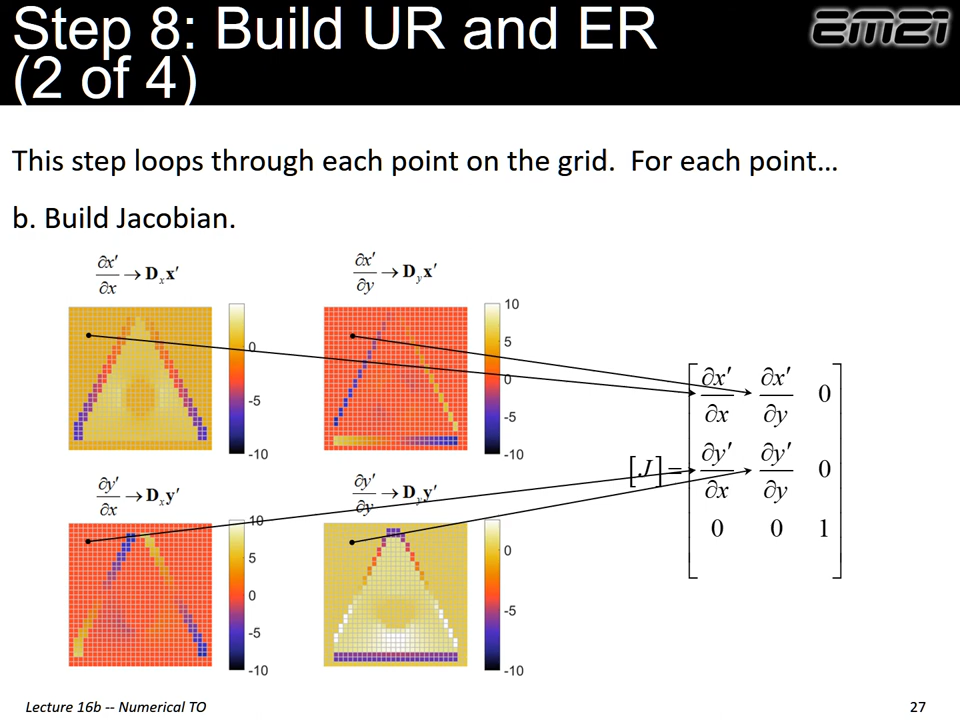 Step 8: Build UR and ER
(2 of 4)
EM21
This step loops through each point on the grid.  For each point…
b. Build Jacobian.
∂x′/∂x → Dₓx′
∂x′/∂y → D_y x′
0
-5
-10
10
5
0
-5
-10
∂y′/∂x → Dₓy′
∂y′/∂y → D_y y′
10
5
0
-5
-10
0
-5
-10
[J] =
∂x′/∂x ∂x′/∂y 0
∂y′/∂x ∂y′/∂y 0
0 0 1
Lecture 16b -- Numerical TO
27